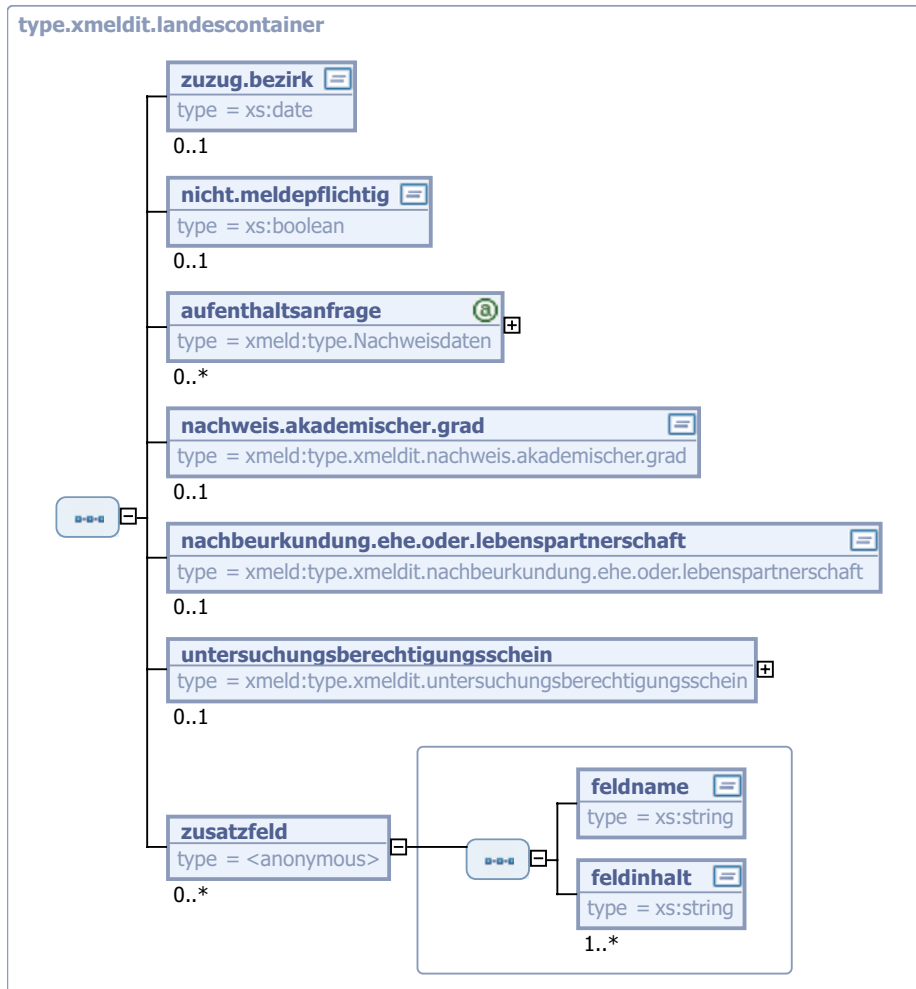 type.xmeldit.landescontainer
zuzug.bezirk
type = xs:date
0..1
nicht.meldepflichtig
type = xs:boolean
0..1
aufenthaltsanfrage
type = xmeld:type.Nachweisdaten
0..*
nachweis.akademischer.grad
type = xmeld:type.xmeldit.nachweis.akademischer.grad
0..1
nachbeurkundung.ehe.oder.lebenspartnerschaft
type = xmeld:type.xmeldit.nachbeurkundung.ehe.oder.lebenspartnerschaft
0..1
untersuchungsberechtigungsschein
type = xmeld:type.xmeldit.untersuchungsberechtigungsschein
0..1
zusatzfeld
type = <anonymous>
0..*
feldname
type = xs:string
feldinhalt
type = xs:string
1..*